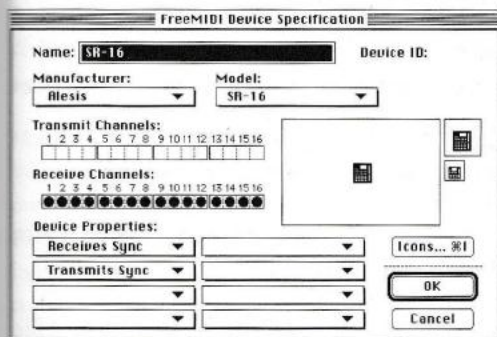 FreeMIDI Device Specification
Name: SR-16 Device ID:
Manufacturer: Model:
Alesis SR-16
Transmit Channels:
1 2 3 4 5 6 7 8 9 10 11 12 13 14 15 16
Receive Channels:
1 2 3 4 5 6 7 8 9 10 11 12 13 14 15 16
Device Properties:
Receives Sync
Transmits Sync
Icons... ⌘I
OK
Cancel